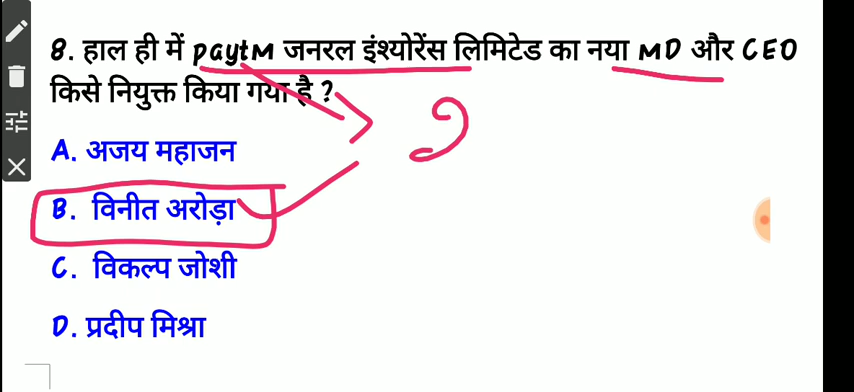 8. हाल ही में paytM जनरल इंश्योरेंस लिमिटेड का नया MD और CEO
किसे नियुक्त किया गया है ?
A. अजय महाजन
B. विनीत अरोड़ा
C. विकल्प जोशी
D. प्रदीप मिश्रा